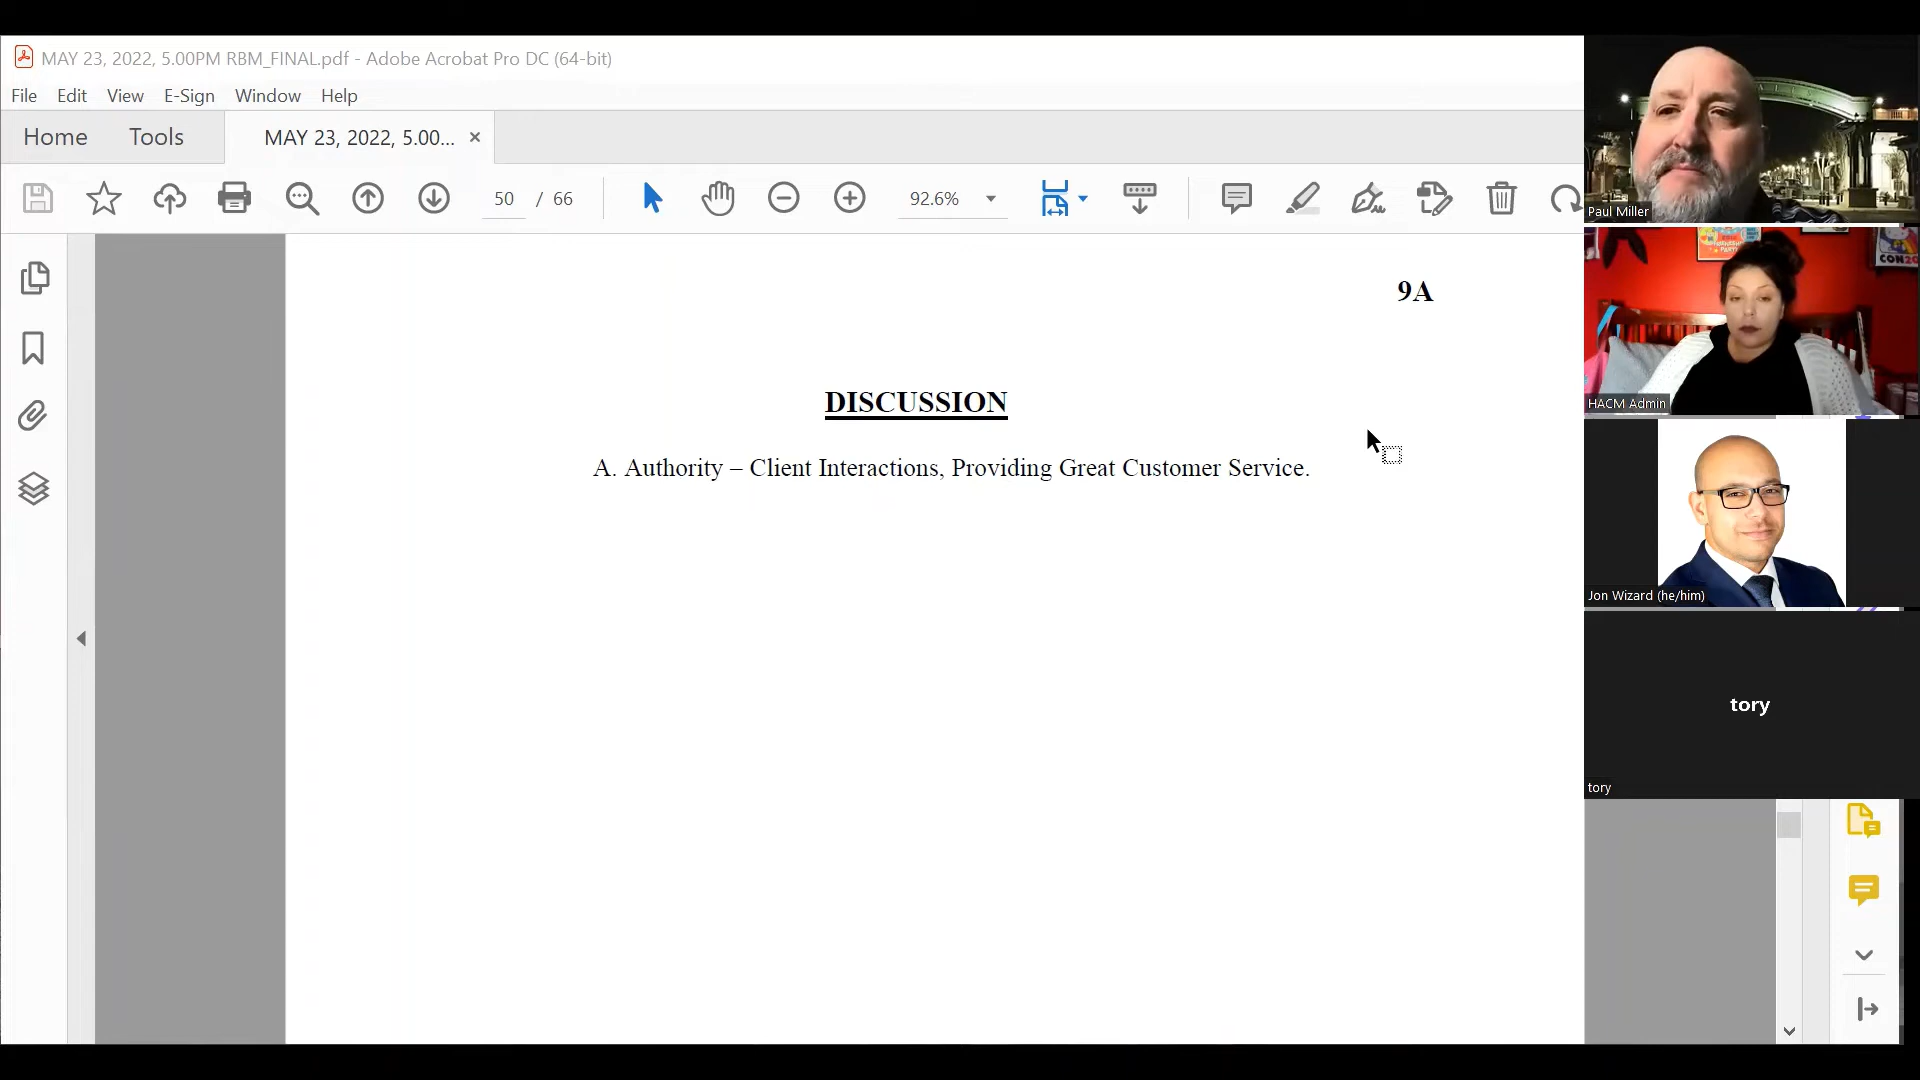 MAY 23, 2022, 5.00PM RBM_FINAL.pdf - Adobe Acrobat Pro DC (64-bit)
File Edit View E-Sign Window Help
Home Tools MAY 23, 2022, 5.00... ×
50 / 66 92.6%
9A
DISCUSSION
A. Authority – Client Interactions, Providing Great Customer Service.
Paul Miller
PARTY
CON20
HACM Admin
Jon Wizard (he/him)
tory
tory